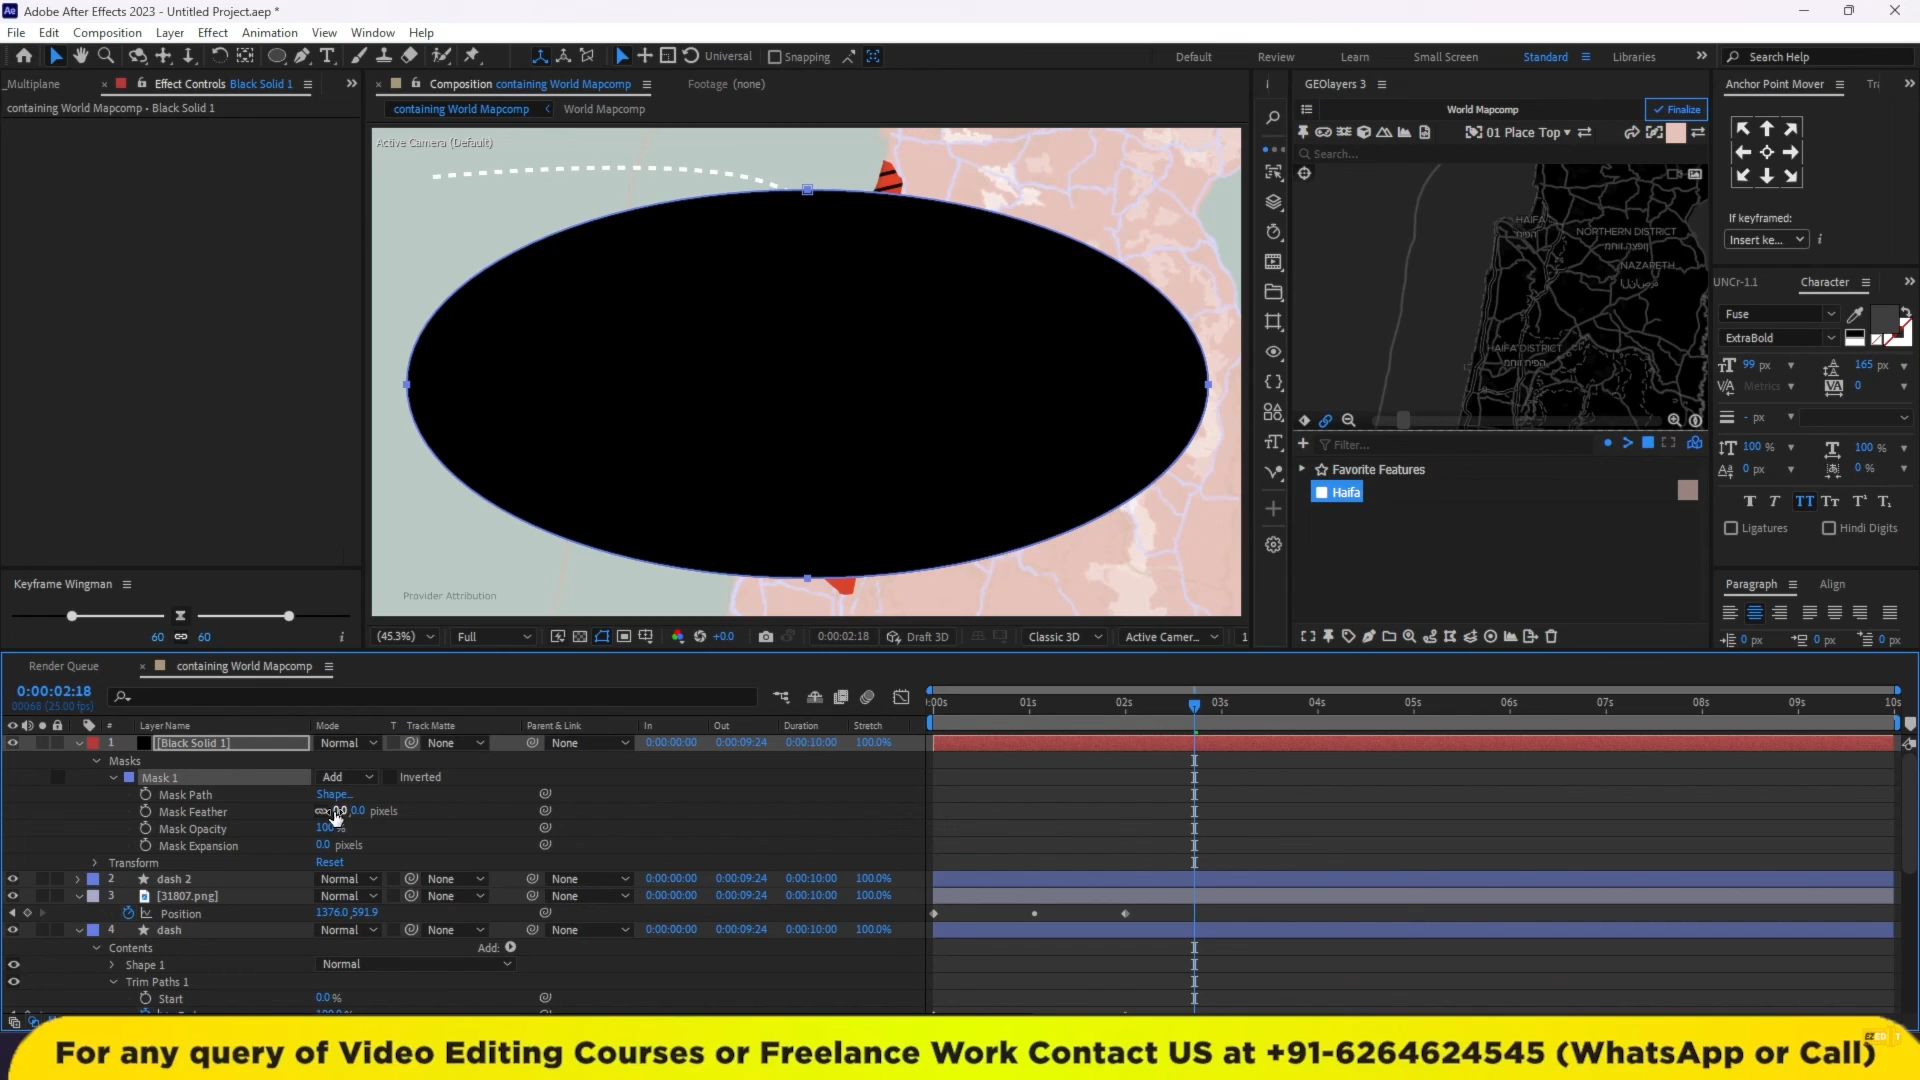 Adobe After Effects 2023 - Untitled Project.aep *
File Edit Composition Layer Effect Animation View Window Help
Universal Snapping Default Review Learn Small Screen Standard Libraries Search Help
_Multiplane Effect Controls Black Solid 1 Composition containing World Mapcomp Footage (none) GEOlayers 3 Anchor Point Mover Tr
containing World Mapcomp • Black Solid 1 containing World Mapcomp World Mapcomp World Mapcomp Finalize
01 Place Top
Active Camera (Default)
Search...
HAIFA
חיפה
NORTHERN DISTRICT
NAZARETH
HAIFA DISTRICT
If keyframed:
Insert ke...
UNCr-1.1 Character
Fuse
ExtraBold
99 px 165 px
Metrics 0
- px
Filter...
100 % 100 %
0 px 0 %
Favorite Features
Haifa
Ligatures Hindi Digits
Keyframe Wingman
60 60
Provider Attribution
(45.3%) Full +0.0 0:00:02:18 Draft 3D Classic 3D Active Camer... 1
Paragraph Align
0 px 0 px 0 px
Render Queue containing World Mapcomp
0:00:02:18
00068 (25.00 fps)
:00s 01s 02s 03s 04s 05s 06s 07s 08s 09s 10s
# Layer Name Mode T Track Matte Parent & Link In Out Duration Stretch
1 [Black Solid 1] Normal None None 0:00:00:00 0:00:09:24 0:00:10:00 100.0%
Masks
Mask 1 Add Inverted
Mask Path Shape...
Mask Feather 0.0,0.0 pixels
Mask Opacity 100 %
Mask Expansion 0.0 pixels
Transform Reset
2 dash 2 Normal None None 0:00:00:00 0:00:09:24 0:00:10:00 100.0%
3 [31807.png] Normal None None 0:00:00:00 0:00:09:24 0:00:10:00 100.0%
Position 1376.0,591.9
4 dash Normal None None 0:00:00:00 0:00:09:24 0:00:10:00 100.0%
Contents Add:
Shape 1 Normal
Trim Paths 1
Start 0.0 %
For any query of Video Editing Courses or Freelance Work Contact US at +91-6264624545 (WhatsApp or Call)